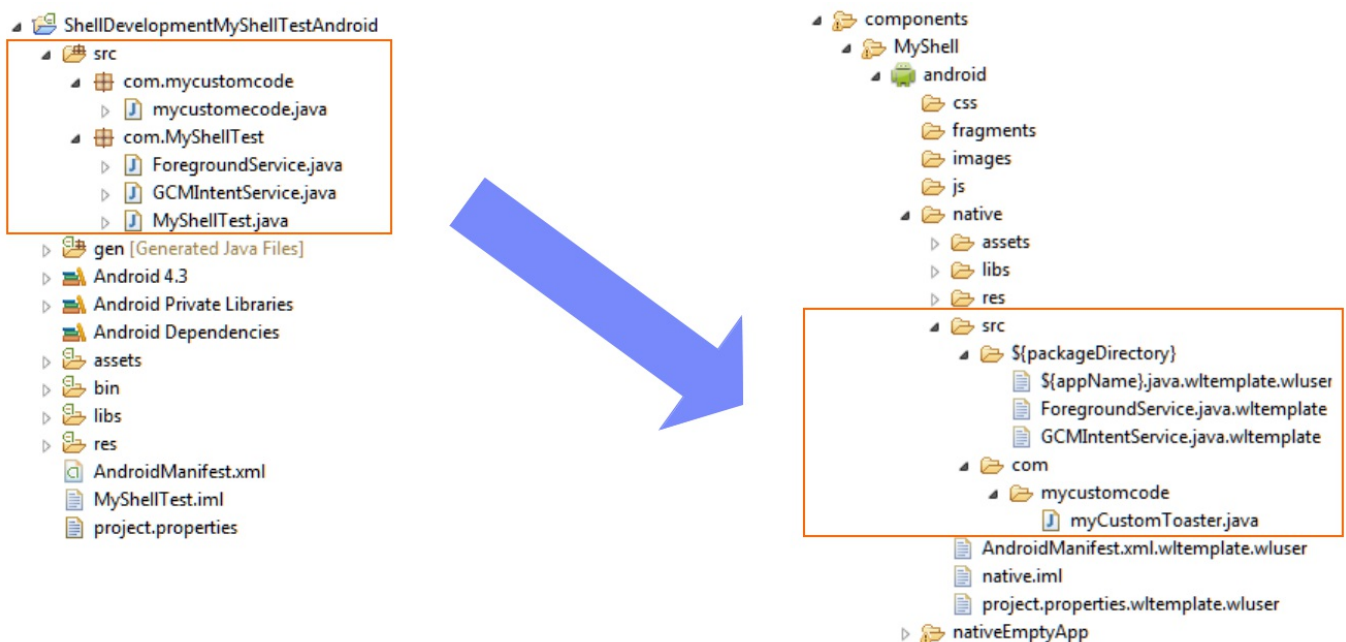 ShellDevelopmentMyShellTestAndroid
src
com.mycustomcode
mycustomecode.java
com.MyShellTest
ForegroundService.java
GCMIntentService.java
MyShellTest.java
gen [Generated Java Files]
Android 4.3
Android Private Libraries
Android Dependencies
assets
bin
libs
res
AndroidManifest.xml
MyShellTest.iml
project.properties
components
MyShell
android
css
fragments
images
js
native
assets
libs
res
src
${packageDirectory}
${appName}.java.wltemplate.wluser
ForegroundService.java.wltemplate
GCMIntentService.java.wltemplate
com
mycustomcode
myCustomToaster.java
AndroidManifest.xml.wltemplate.wluser
native.iml
project.properties.wltemplate.wluser
nativeEmptyApp